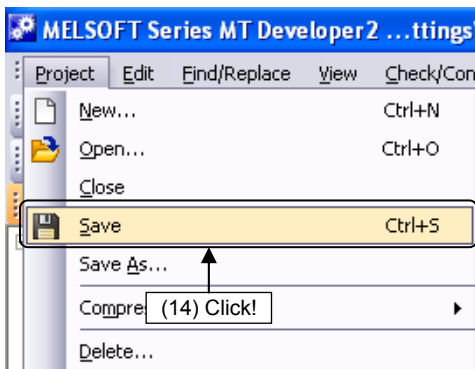 MELSOFT Series MT Developer2 ...ttings
Project Edit Find/Replace View Check/Con
New... Ctrl+N
Open... Ctrl+O
Close
Save Ctrl+S
Save As...
Compre
(14) Click!
Delete...